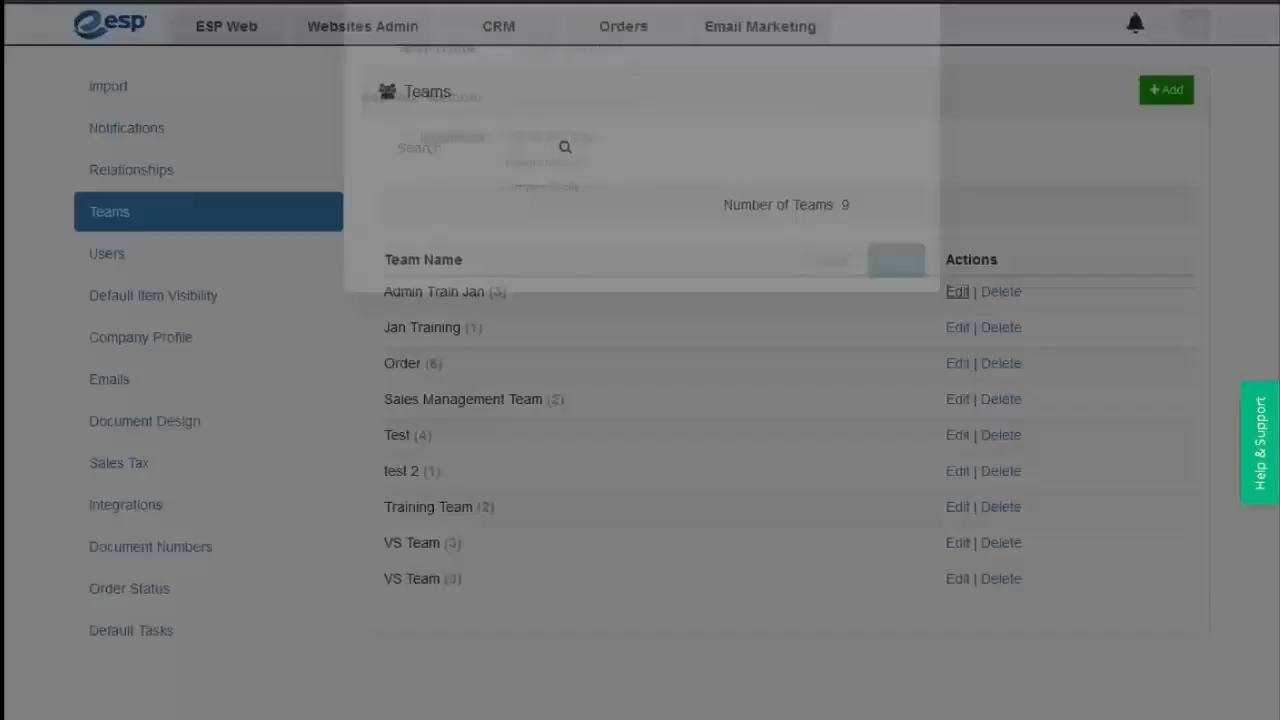 esp ESP Web Websites Admin CRM Orders Email Marketing
Import
Notifications
Relationships
Teams
Users
Default Item Visibility
Company Profile
Emails
Document Design
Sales Tax
Integrations
Document Numbers
Order Status
Default Tasks
Teams
+ Add
Search
Number of Teams 9
Team Name Actions
Admin Train Jan (3) Edit | Delete
Jan Training (1) Edit | Delete
Order (6) Edit | Delete
Sales Management Team (2) Edit | Delete
Test (4) Edit | Delete
test 2 (1) Edit | Delete
Training Team (2) Edit | Delete
VS Team (3) Edit | Delete
VS Team (3) Edit | Delete
Help & Support